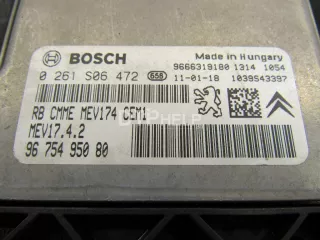 BOSCH
Made in Hungary
9666319180 1314 1054
0 261 S06 472 658 11-01-18 1039S43397
RB CMME MEV174 CEM1
MEV17.4.2
96 754 950 80